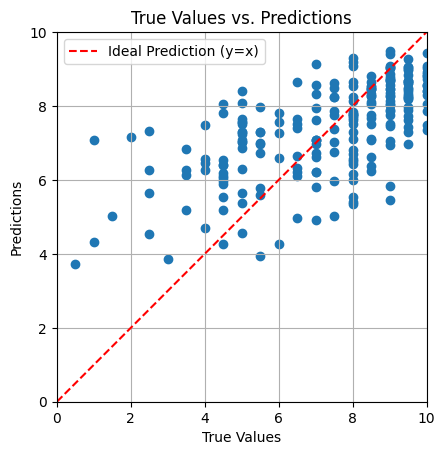 True Values vs. Predictions
Ideal Prediction (y=x)
10
8
6
4
2
0
Predictions
0 2 4 6 8 10
True Values